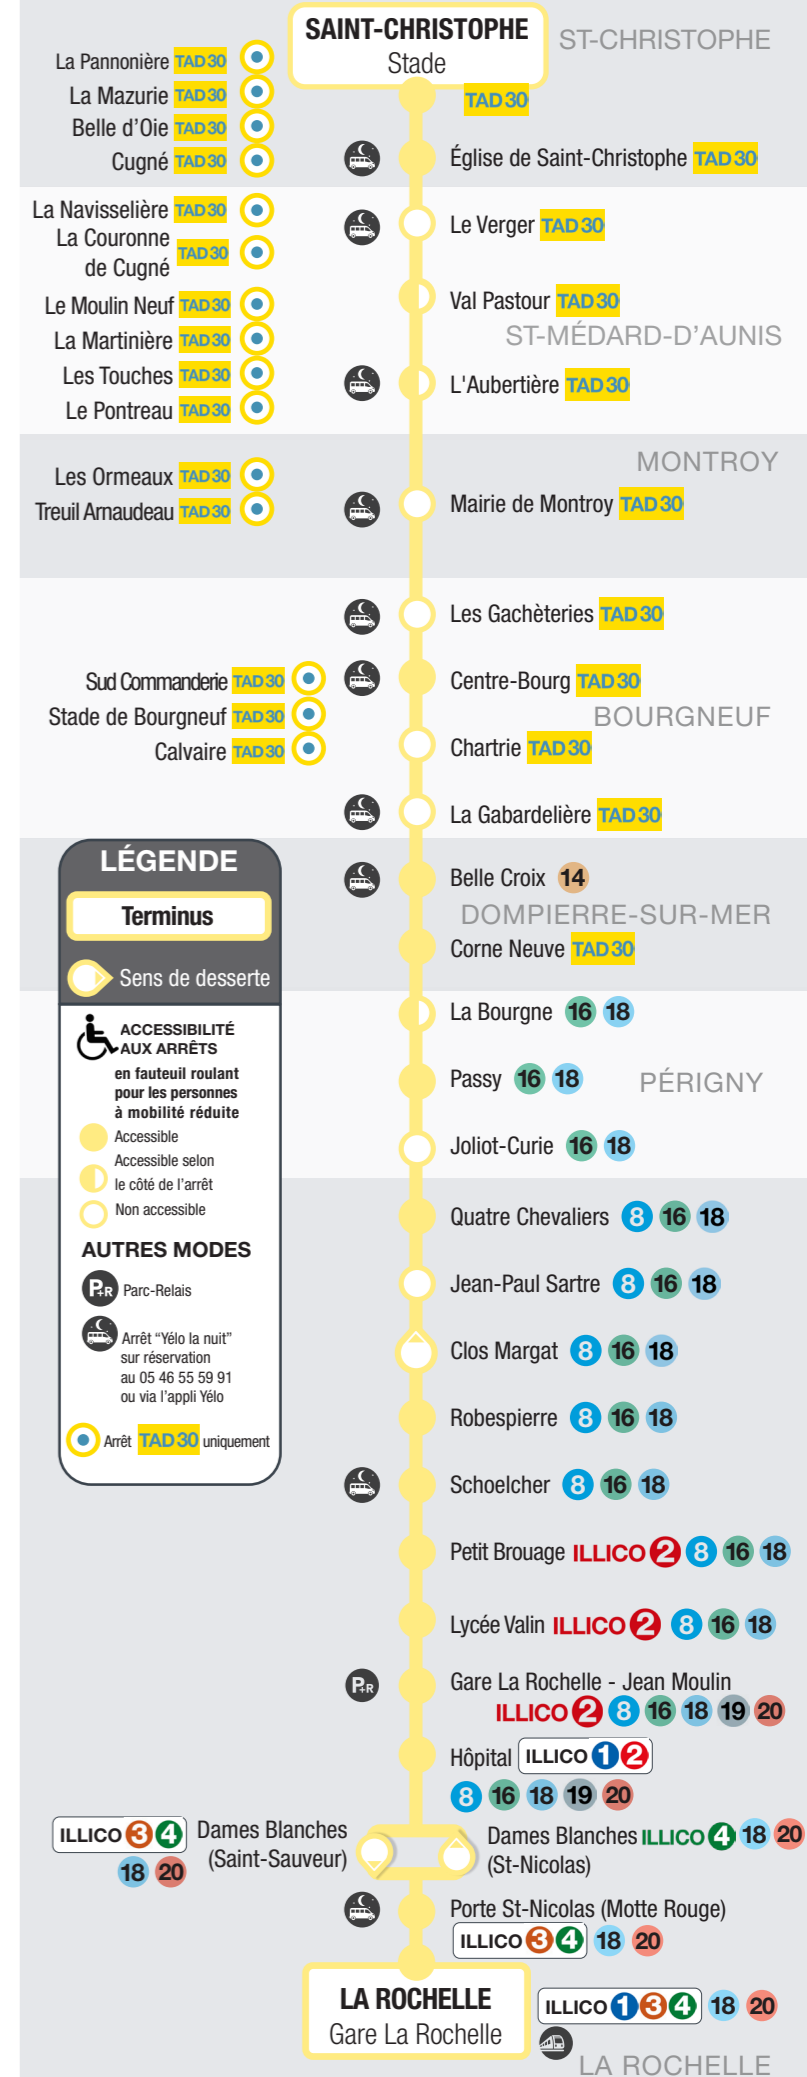 SAINT-CHRISTOPHE
Stade
ST-CHRISTOPHE
TAD 30
La Pannonière TAD 30
La Mazurie TAD 30
Belle d'Oie TAD 30
Cugné TAD 30
Église de Saint-Christophe TAD 30
La Navisselière TAD 30
La Couronne
de Cugné TAD 30
Le Moulin Neuf TAD 30
La Martinière TAD 30
Les Touches TAD 30
Le Pontreau TAD 30
Le Verger TAD 30
Val Pastour TAD 30
ST-MÉDARD-D'AUNIS
L'Aubertière TAD 30
MONTROY
Les Ormeaux TAD 30
Treuil Arnaudeau TAD 30
Mairie de Montroy TAD 30
Les Gachèteries TAD 30
Sud Commanderie TAD 30
Stade de Bourgneuf TAD 30
Calvaire TAD 30
Centre-Bourg TAD 30
BOURGNEUF
Chartrie TAD 30
La Gabardelière TAD 30
Belle Croix 14
DOMPIERRE-SUR-MER
Corne Neuve TAD 30
La Bourgne 16 18
Passy 16 18
PÉRIGNY
Joliot-Curie 16 18
Quatre Chevaliers 8 16 18
Jean-Paul Sartre 8 16 18
Clos Margat 8 16 18
Robespierre 8 16 18
Schoelcher 8 16 18
Petit Brouage ILLICO 2 8 16 18
Lycée Valin ILLICO 2 8 16 18
P+R
Gare La Rochelle - Jean Moulin
ILLICO 2 8 16 18 19 20
Hôpital ILLICO 1 2
8 16 18 19 20
ILLICO 3 4
18 20
Dames Blanches
(Saint-Sauveur)
Dames Blanches ILLICO 4 18 20
(St-Nicolas)
Porte St-Nicolas (Motte Rouge)
ILLICO 3 4 18 20
LA ROCHELLE
Gare La Rochelle
ILLICO 1 3 4 18 20
LA ROCHELLE
LÉGENDE
Terminus
Sens de desserte
ACCESSIBILITÉ
AUX ARRÊTS
en fauteuil roulant
pour les personnes
à mobilité réduite
Accessible
Accessible selon
le côté de l'arrêt
Non accessible
AUTRES MODES
P+R Parc-Relais
Arrêt "Yélo la nuit"
sur réservation
au 05 46 55 59 91
ou via l'appli Yélo
Arrêt TAD 30 uniquement